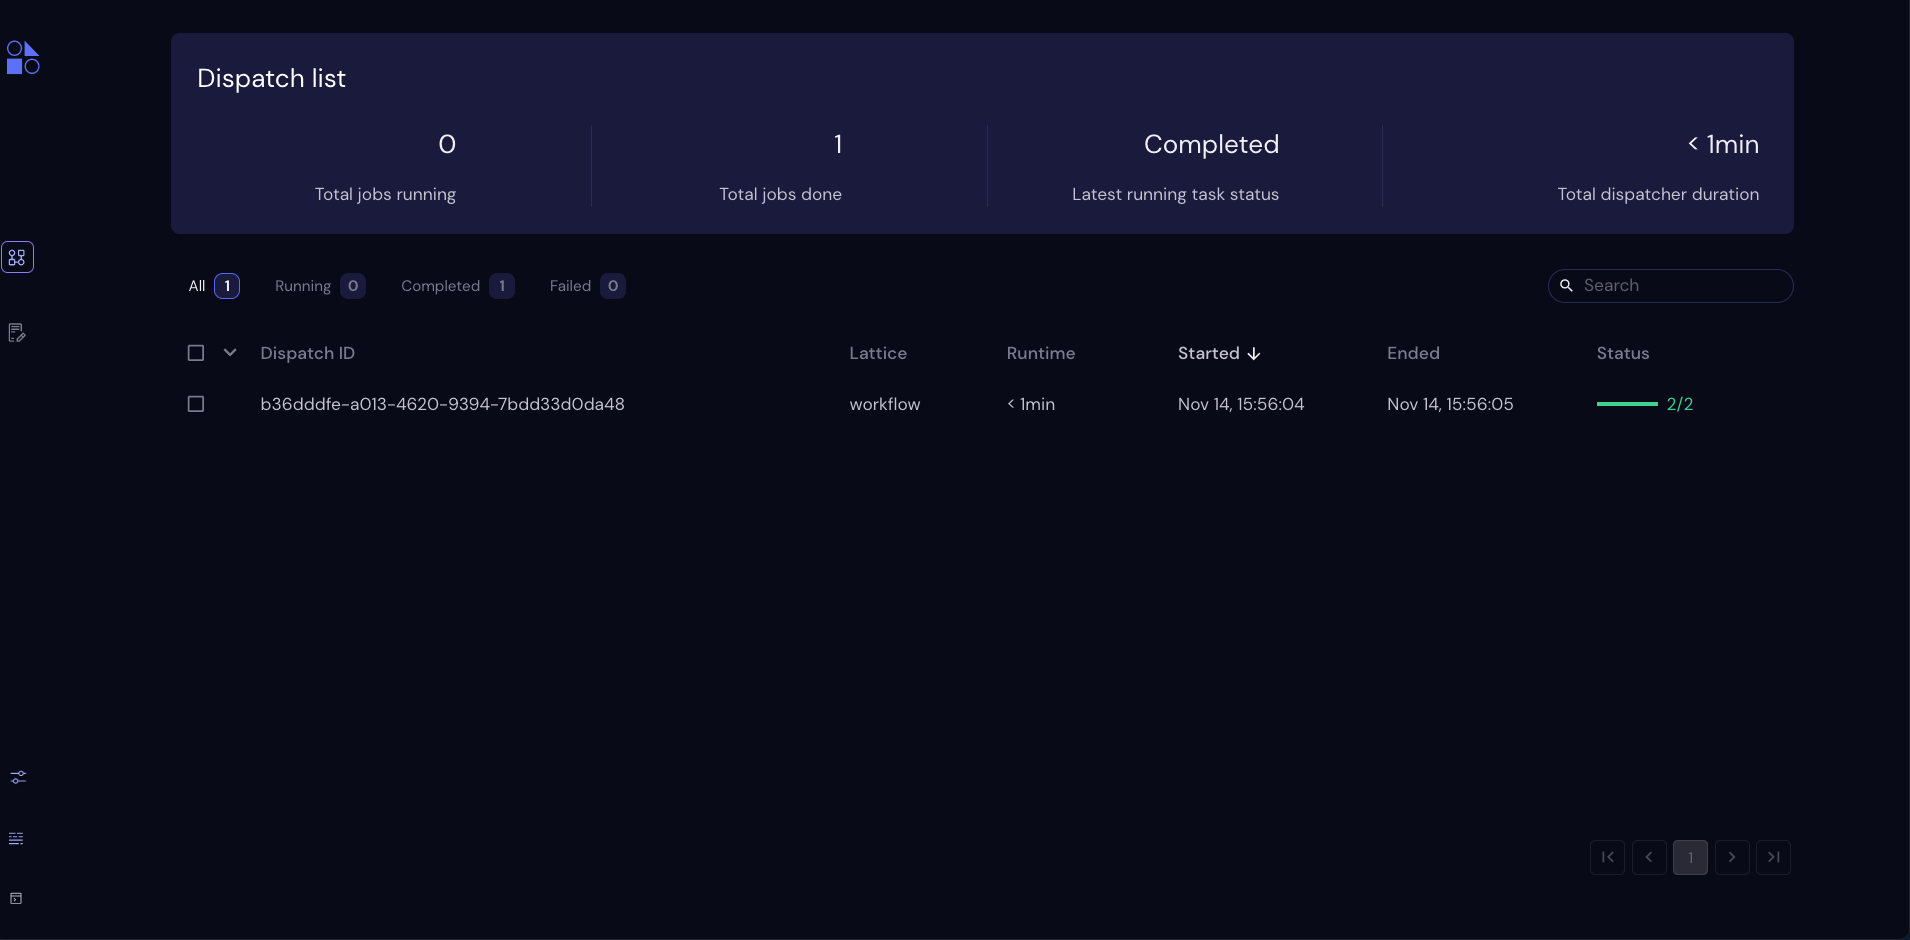 Dispatch list
0 1 Completed < 1min
Total jobs running Total jobs done Latest running task status Total dispatcher duration
All 1 Running 0 Completed 1 Failed 0 Search
Dispatch ID Lattice Runtime Started Ended Status
b36dddfe-a013-4620-9394-7bdd33d0da48 workflow < 1min Nov 14, 15:56:04 Nov 14, 15:56:05 2/2
1